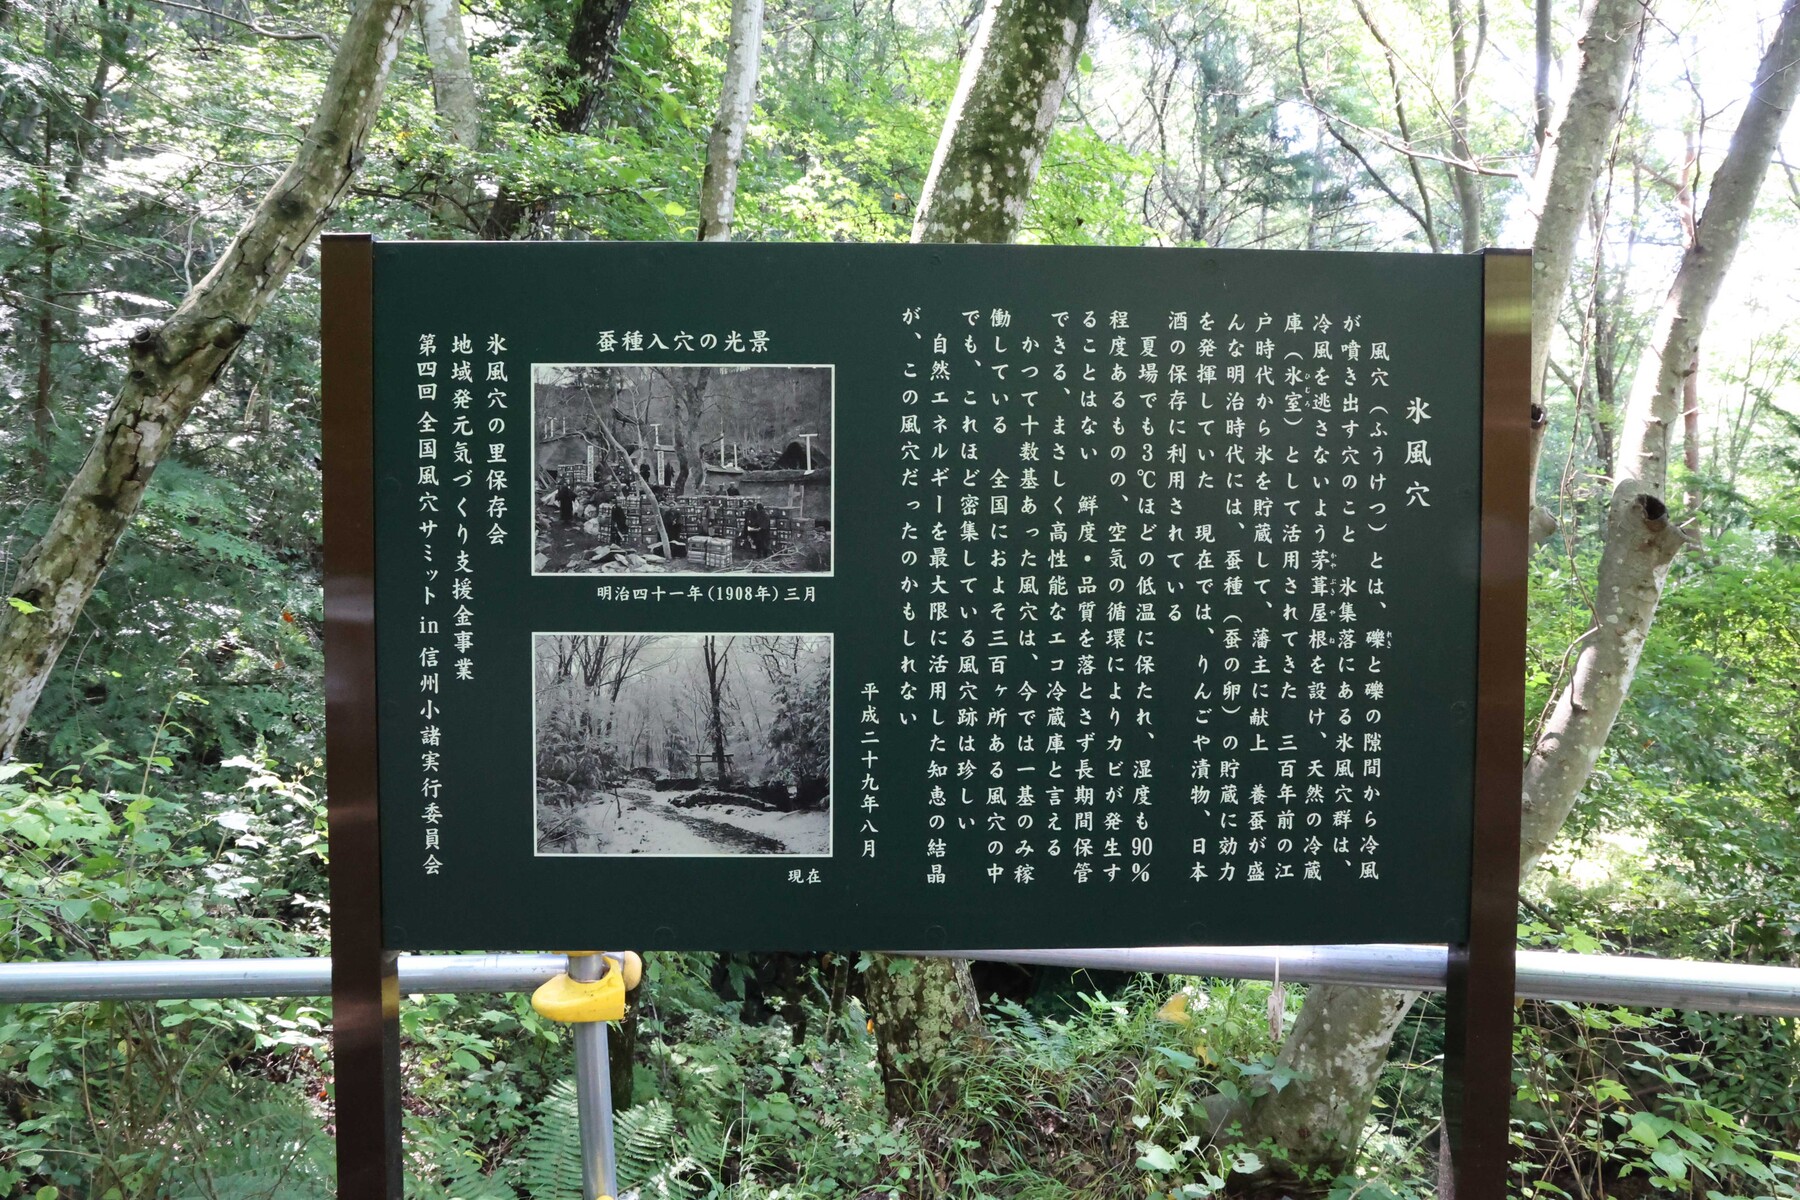 氷風穴
風穴（ふうけつ）とは、礫と礫の隙間から冷風
が噴き出す穴のこと　氷集落にある氷風穴群は、
冷風を逃さないよう茅葺屋根を設け、天然の冷蔵
庫（氷室）として活用されてきた　三百年前の江
戸時代から氷を貯蔵して、藩主に献上　養蚕が盛
んな明治時代には、蚕種（蚕の卵）の貯蔵に効力
を発揮していた　現在では、りんごや漬物、日本
酒の保存に利用されている
夏場でも３℃ほどの低温に保たれ、湿度も90％
程度あるものの、空気の循環によりカビが発生す
ることはない　鮮度・品質を落とさず長期間保管
できる、まさしく高性能なエコ冷蔵庫と言える
かつて十数基あった風穴は、今では一基のみ稼
働している　全国におよそ三百ヶ所ある風穴の中
でも、これほど密集している風穴跡は珍しい
自然エネルギーを最大限に活用した知恵の結晶
が、この風穴だったのかもしれない
平成二十九年八月
蚕種入穴の光景
明治四十一年（1908年）三月
現在
氷風穴の里保存会
地域発元気づくり支援金事業
第四回 全国風穴サミット in 信州小諸実行委員会